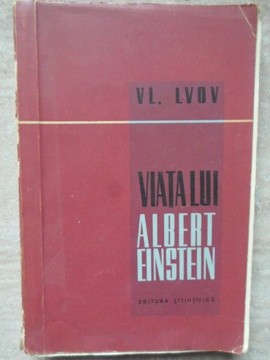 VL. LVOV
VIAȚA LUI
ALBERT
EINSTEIN
EDITURA ȘTIINȚIFICĂ